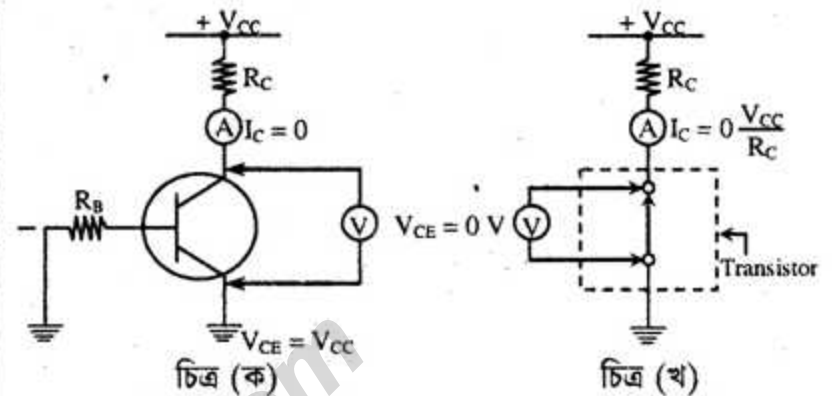 + VCC
RC
A IC = 0
RB
V
VCE = VCC
চিত্র (ক)
+ VCC
RC
A IC = 0 VCC/RC
VCE = 0 V V
Transistor
চিত্র (খ)